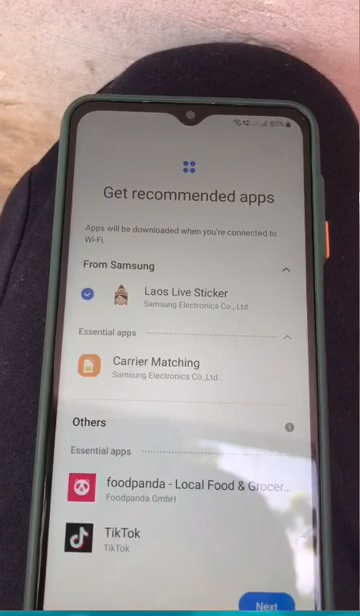 80%
Get recommended apps
Apps will be downloaded when you're connected to
Wi-Fi.
From Samsung
Laos Live Sticker
Samsung Electronics Co., Ltd.
Essential apps
Carrier Matching
Samsung Electronics Co.,Ltd.
Others
Essential apps
foodpanda - Local Food & Grocer...
Foodpanda GmbH
TikTok
TikTok
Next